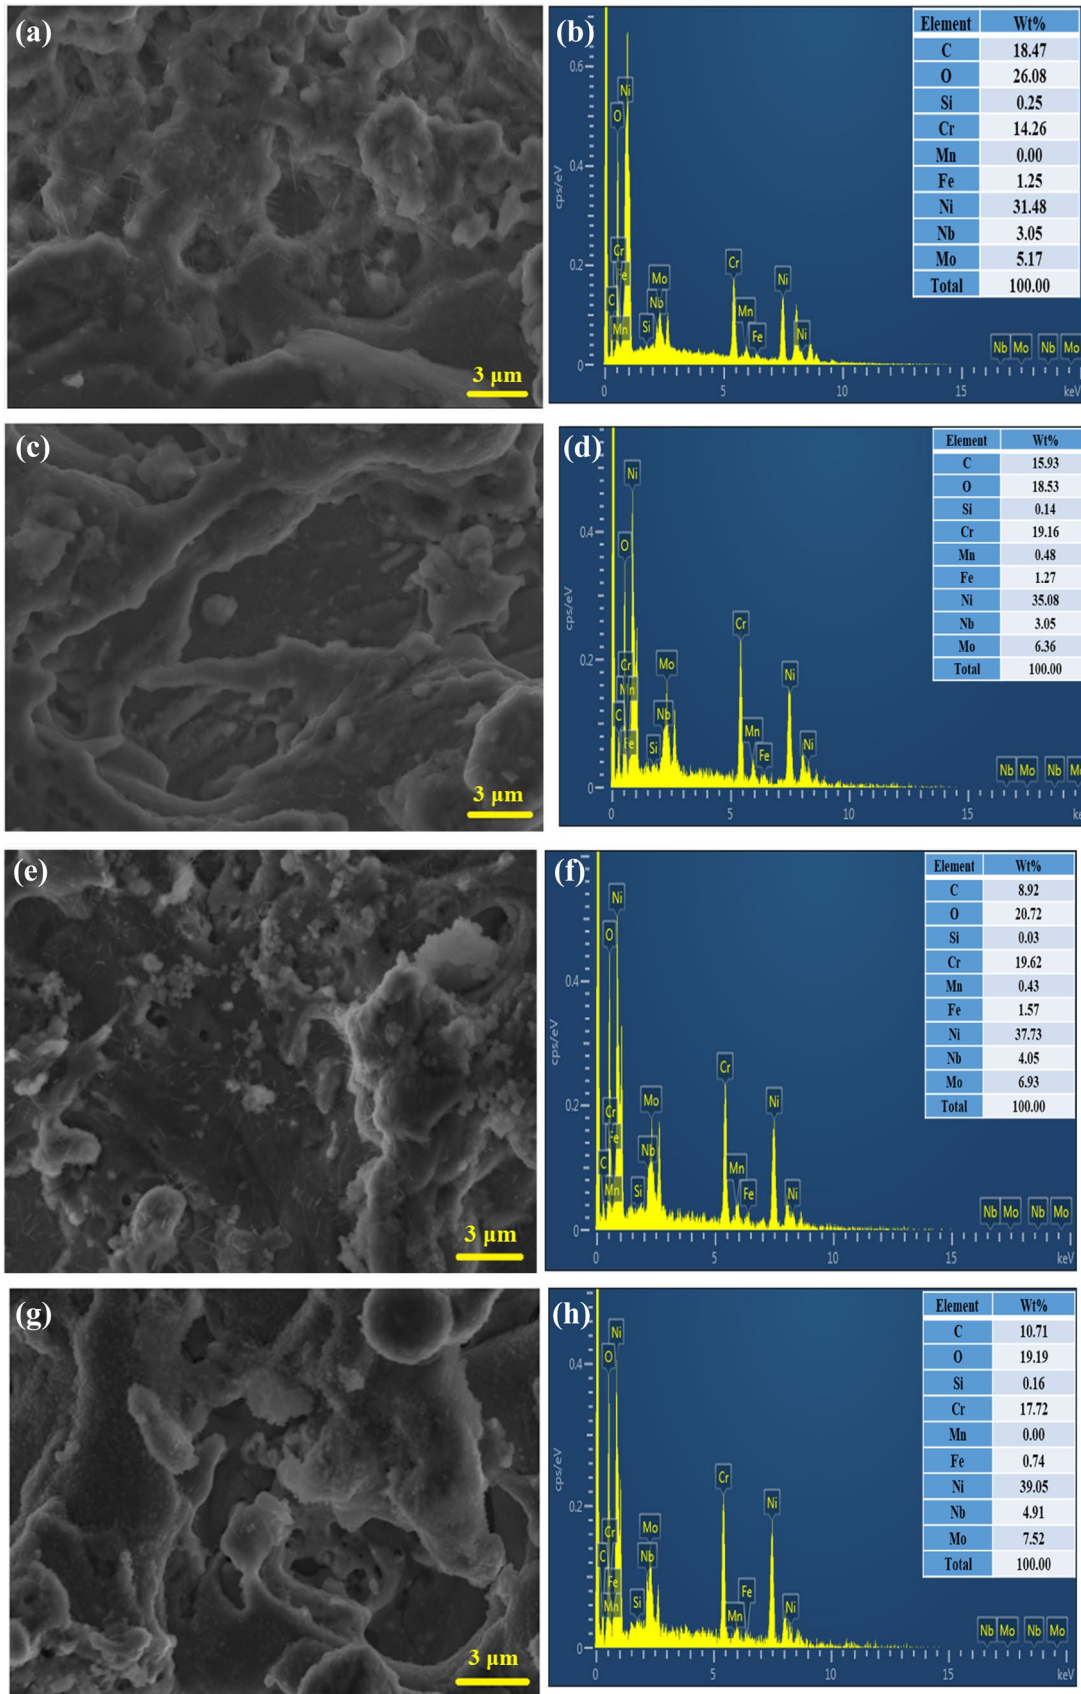 (a)
3 µm
(b)
cps/eV
0.6
0.4
0.2
0
Ni
O
Cr
Fe
C
Mn
Si
Nb
Mo
Cr
Mn
Fe
Ni
Ni
Nb Mo Nb Mo
0 5 10 15 keV
Element Wt%
C 18.47
O 26.08
Si 0.25
Cr 14.26
Mn 0.00
Fe 1.25
Ni 31.48
Nb 3.05
Mo 5.17
Total 100.00
(c)
3 µm
(d)
cps/eV
0.4
0.2
0
Ni
O
Cr
Mn
C
Fe
Si
Mo
Nb
Cr
Mn
Fe
Ni
Ni
Nb Mo Nb Mo
0 5 10 15 ke
Element Wt%
C 15.93
O 18.53
Si 0.14
Cr 19.16
Mn 0.48
Fe 1.27
Ni 35.08
Nb 3.05
Mo 6.36
Total 100.00
(e)
3 µm
(f)
cps/eV
0.4
0.2
0
Ni
O
Cr
Fe
C
Mn
Si
Mo
Nb
Cr
Mn
Fe
Ni
Ni
Nb Mo Nb Mo
0 5 10 15 keV
Element Wt%
C 8.92
O 20.72
Si 0.03
Cr 19.62
Mn 0.43
Fe 1.57
Ni 37.73
Nb 4.05
Mo 6.93
Total 100.00
(g)
3 µm
(h)
cps/eV
0.4
0.2
0
Ni
O
Cr
C
Fe
Mn
Si
Mo
Nb
Cr
Mn
Fe
Ni
Ni
Nb Mo Nb Mo
0 5 10 15 keV
Element Wt%
C 10.71
O 19.19
Si 0.16
Cr 17.72
Mn 0.00
Fe 0.74
Ni 39.05
Nb 4.91
Mo 7.52
Total 100.00